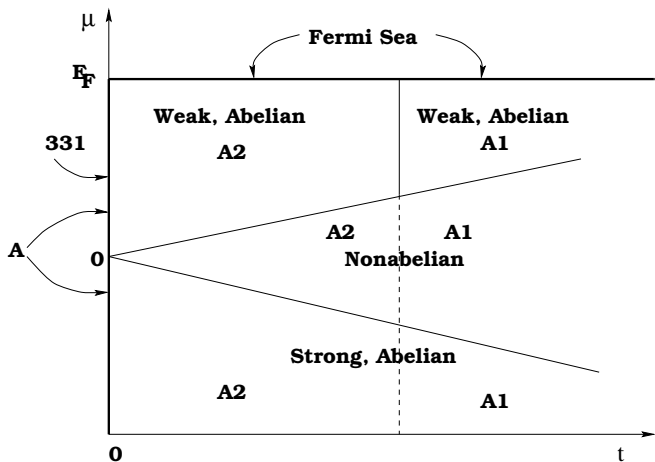 μ
Fermi Sea
E_F
Weak, Abelian
A2
Weak, Abelian
A1
331
A2
A1
A
0
Nonabelian
Strong, Abelian
A2
A1
0
t